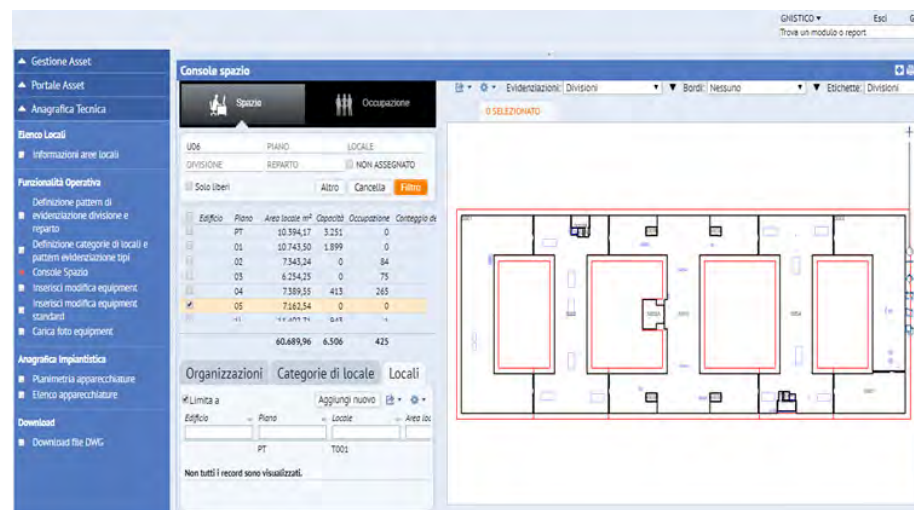 GNISTICO ▾ Esci
Trova un modulo o report
Gestione Asset
Portale Asset
Anagrafica Tecnica
Elenco Locali
Informazioni aree locali
Funzionalità Operativa
Definizione pattern di
evidenziazione divisione e
reparto
Definizione categorie di locali e
pattern evidenziazione tipi
Console Spazio
Inserisci modifica equipment
Inserisci modifica equipment
standard
Carica foto equipment
Anagrafica Impiantistica
Planimetria apparecchiature
Elenco apparecchiature
Download
Download file DWG
Console spazio
Spazio Occupazione
U06 PIANO LOCALE
DIVISIONE REPARTO NON ASSEGNATO
Solo liberi Altro Cancella Filtro
Edificio Piano Area locale m² Capacità Occupazione Conteggio de
PT 10.394,17 3.251 0
01 10.743,50 1.899 0
02 7.343,24 0 84
03 6.254,25 0 75
04 7.389,35 413 265
05 7.162,54 0 0
60.689,96 6.506 425
Organizzazioni Categorie di locale Locali
Limita a Aggiungi nuovo
Edificio Piano Locale Area loc
PT T001
Non tutti i record sono visualizzati.
Evidenziazioni: Divisioni Bordi: Nessuno Etichette: Divisioni
0 SELEZIONATO